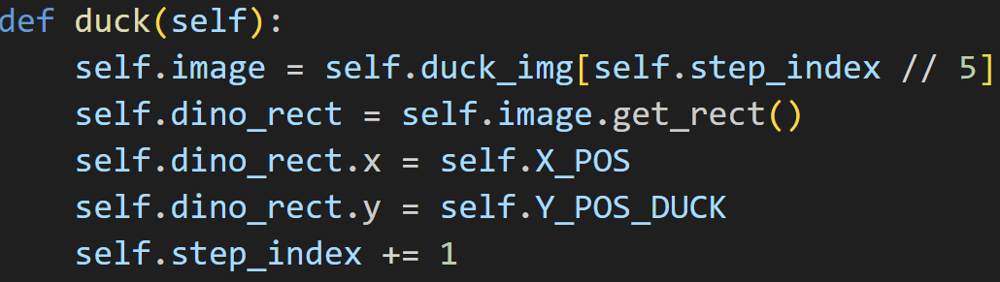 def duck(self):
    self.image = self.duck_img[self.step_index // 5]
    self.dino_rect = self.image.get_rect()
    self.dino_rect.x = self.X_POS
    self.dino_rect.y = self.Y_POS_DUCK
    self.step_index += 1